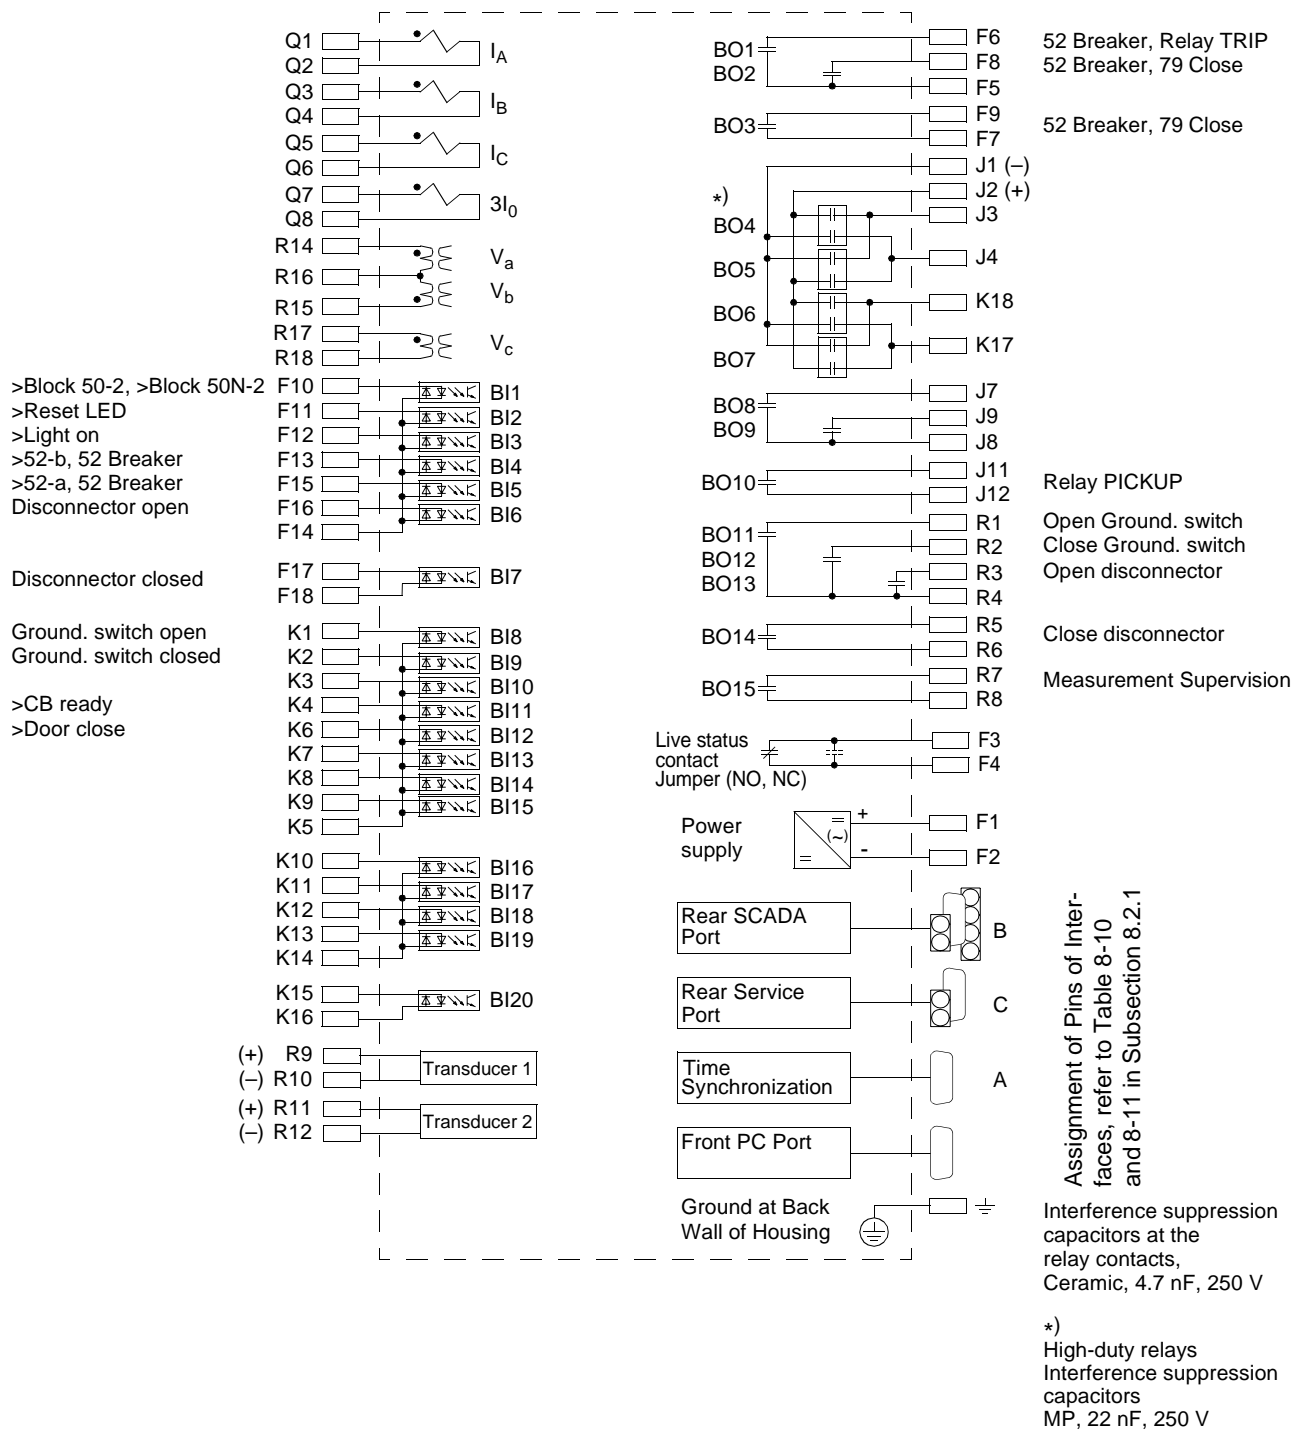 Q1
Q2
I_A
Q3
Q4
I_B
Q5
Q6
I_C
Q7
Q8
3I_0
R14
R16
R15
V_a
V_b
R17
R18
V_c
>Block 50-2, >Block 50N-2 F10 BI1
>Reset LED F11 BI2
>Light on F12 BI3
>52-b, 52 Breaker F13 BI4
>52-a, 52 Breaker F15 BI5
Disconnector open F16 BI6
F14
Disconnector closed F17 BI7
F18
Ground. switch open K1 BI8
Ground. switch closed K2 BI9
K3 BI10
>CB ready K4 BI11
>Door close K6 BI12
K7 BI13
K8 BI14
K9 BI15
K5
K10 BI16
K11 BI17
K12 BI18
K13 BI19
K14
K15 BI20
K16
(+) R9
(–) R10
Transducer 1
(+) R11
(–) R12
Transducer 2
BO1 F6 52 Breaker, Relay TRIP
BO2 F8 52 Breaker, 79 Close
F5
BO3 F9 52 Breaker, 79 Close
F7
J1 (–)
J2 (+)
*)
J3
BO4
J4
BO5
K18
BO6
K17
BO7
J7
BO8
J9
BO9
J8
BO10 J11 Relay PICKUP
J12
BO11 R1 Open Ground. switch
BO12 R2 Close Ground. switch
BO13 R3 Open disconnector
R4
BO14 R5 Close disconnector
R6
BO15 R7 Measurement Supervision
R8
Live status
contact
Jumper (NO, NC)
F3
F4
Power
supply
=
(~)
=
+
-
F1
F2
Rear SCADA
Port
B
Rear Service
Port
C
Time
Synchronization
A
Front PC Port
Ground at Back
Wall of Housing
Assignment of Pins of Inter-
faces, refer to Table 8-10
and 8-11 in Subsection 8.2.1
Interference suppression
capacitors at the
relay contacts,
Ceramic, 4.7 nF, 250 V
*)
High-duty relays
Interference suppression
capacitors
MP, 22 nF, 250 V